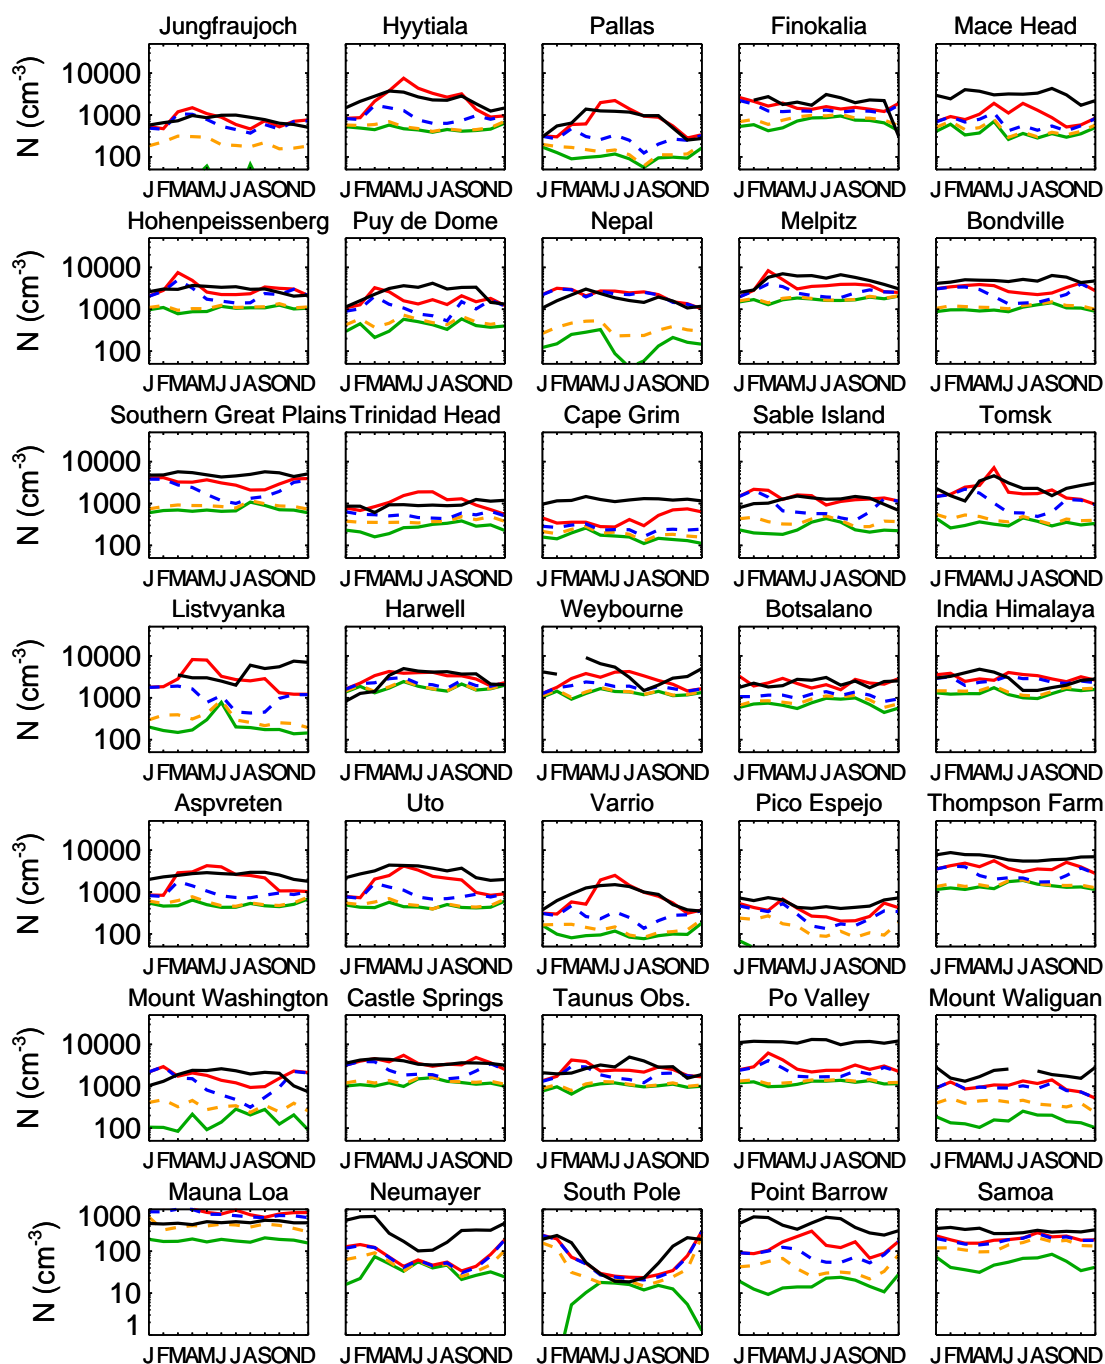 Jungfraujoch Hyytiala Pallas Finokalia Mace Head
N (cm-3) 10000 1000 100
JFMAMJJASOND JFMAMJJASOND JFMAMJJASOND JFMAMJJASOND JFMAMJJASOND
Hohenpeissenberg Puy de Dome Nepal Melpitz Bondville
N (cm-3) 10000 1000 100
JFMAMJJASOND JFMAMJJASOND JFMAMJJASOND JFMAMJJASOND JFMAMJJASOND
Southern Great Plains Trinidad Head Cape Grim Sable Island Tomsk
N (cm-3) 10000 1000 100
JFMAMJJASOND JFMAMJJASOND JFMAMJJASOND JFMAMJJASOND JFMAMJJASOND
Listvyanka Harwell Weybourne Botsalano India Himalaya
N (cm-3) 10000 1000 100
JFMAMJJASOND JFMAMJJASOND JFMAMJJASOND JFMAMJJASOND JFMAMJJASOND
Aspvreten Uto Varrio Pico Espejo Thompson Farm
N (cm-3) 10000 1000 100
JFMAMJJASOND JFMAMJJASOND JFMAMJJASOND JFMAMJJASOND JFMAMJJASOND
Mount Washington Castle Springs Taunus Obs. Po Valley Mount Waliguan
N (cm-3) 10000 1000 100
JFMAMJJASOND JFMAMJJASOND JFMAMJJASOND JFMAMJJASOND JFMAMJJASOND
Mauna Loa Neumayer South Pole Point Barrow Samoa
N (cm-3) 1000 100 10 1
JFMAMJJASOND JFMAMJJASOND JFMAMJJASOND JFMAMJJASOND JFMAMJJASOND